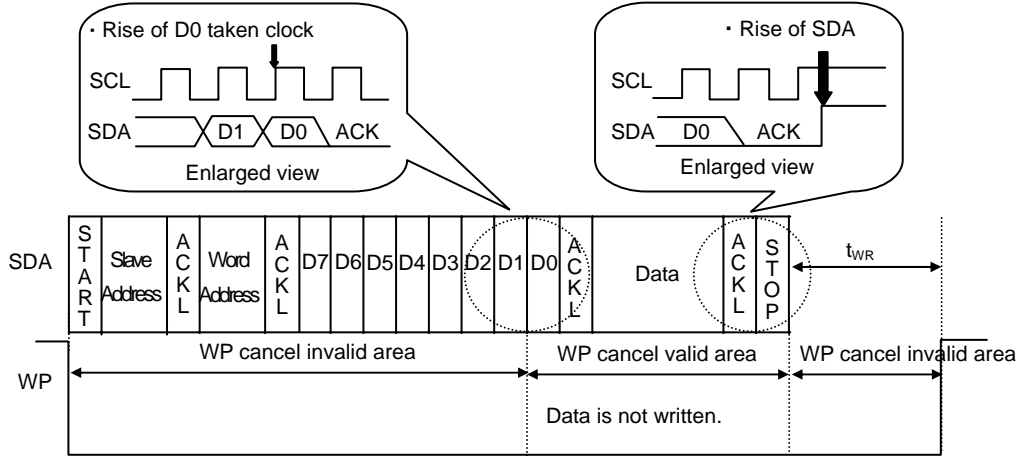 · Rise of D0 taken clock
SCL
SDA
D1
D0
ACK
Enlarged view
· Rise of SDA
SCL
SDA
D0
ACK
Enlarged view
SDA
START
Slave
Address
ACKL
Word
Address
ACKL
D7
D6
D5
D4
D3
D2
D1
D0
ACKL
Data
ACKL
STOP
tWR
WP cancel invalid area
WP cancel valid area
WP cancel invalid area
WP
Data is not written.